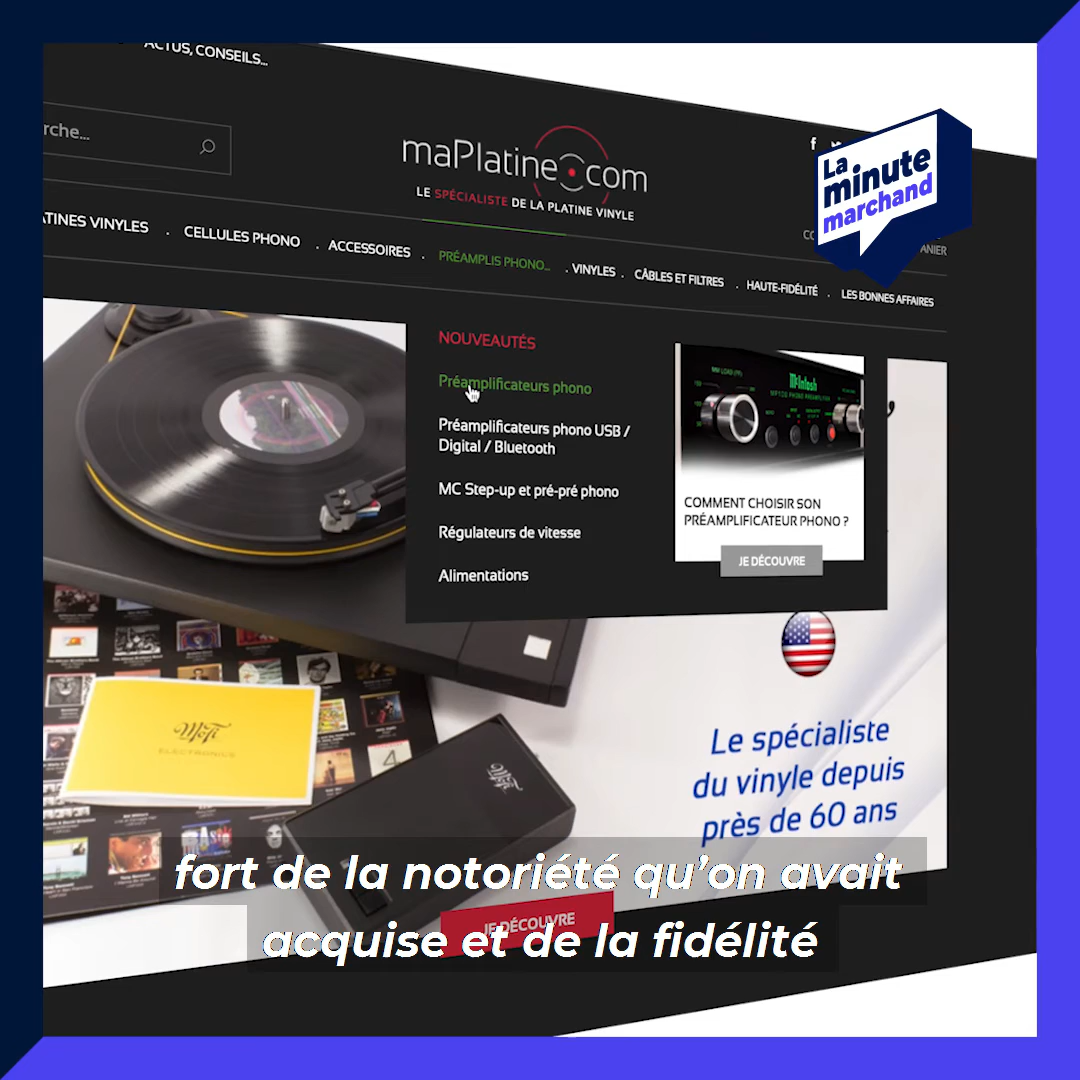 ACTUS, CONSEILS...
rche...
maPlatine.com
LE SPÉCIALISTE DE LA PLATINE VINYLE
La
minute
marchand
ANIER
ATINES VINYLES . CELLULES PHONO . ACCESSOIRES . PRÉAMPLIS PHONO... . VINYLES . CÂBLES ET FILTRES . HAUTE-FIDÉLITÉ . LES BONNES AFFAIRES
NOUVEAUTÉS
Préamplificateurs phono
Préamplificateurs phono USB /
Digital / Bluetooth
MC Step-up et pré-pré phono
Régulateurs de vitesse
Alimentations
McIntosh
COMMENT CHOISIR SON
PRÉAMPLIFICATEUR PHONO ?
JE DÉCOUVRE
MoFi
ELECTRONICS
MoFi
Le spécialiste
du vinyle depuis
près de 60 ans
JE DÉCOUVRE
fort de la notoriété qu'on avait
acquise et de la fidélité